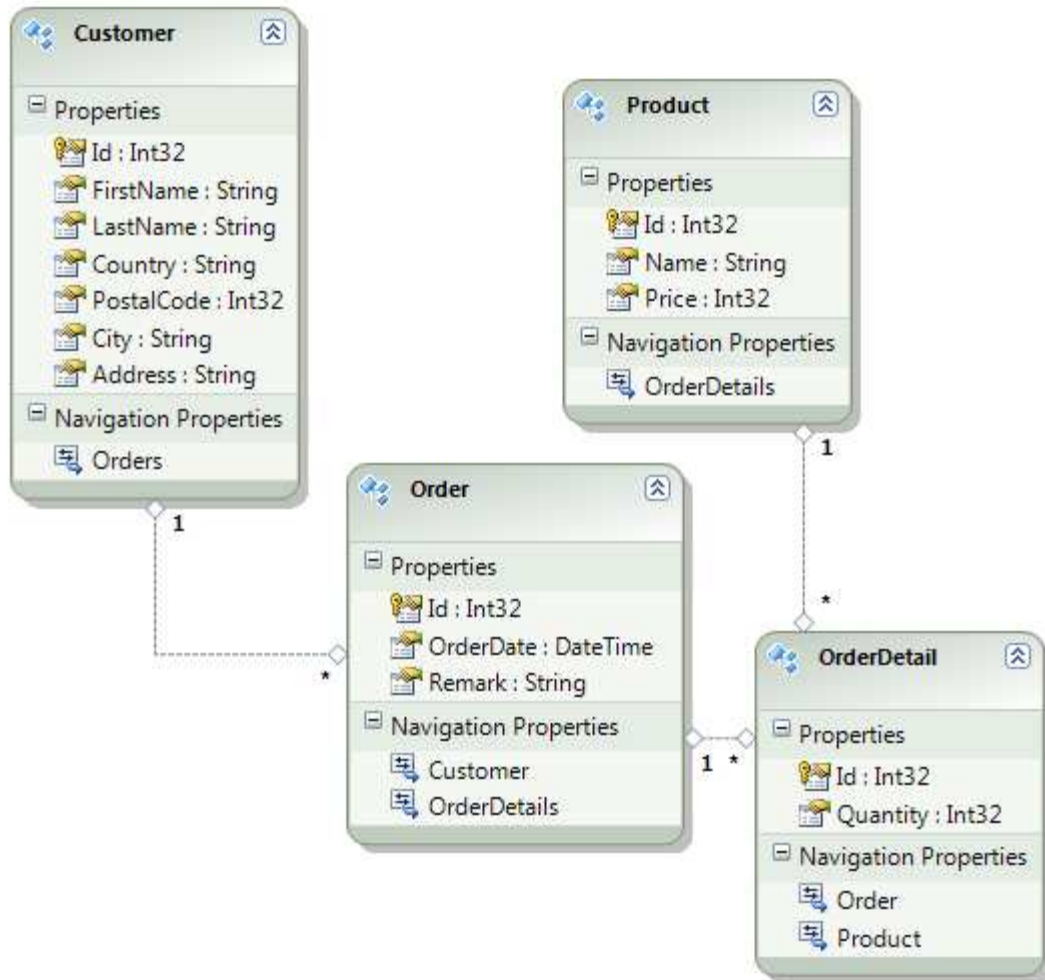 Customer
Properties
Id : Int32
FirstName : String
LastName : String
Country : String
PostalCode : Int32
City : String
Address : String
Navigation Properties
Orders
1
*
Product
Properties
Id : Int32
Name : String
Price : Int32
Navigation Properties
OrderDetails
1
*
Order
Properties
Id : Int32
OrderDate : DateTime
Remark : String
Navigation Properties
Customer
OrderDetails
1 *
OrderDetail
Properties
Id : Int32
Quantity : Int32
Navigation Properties
Order
Product